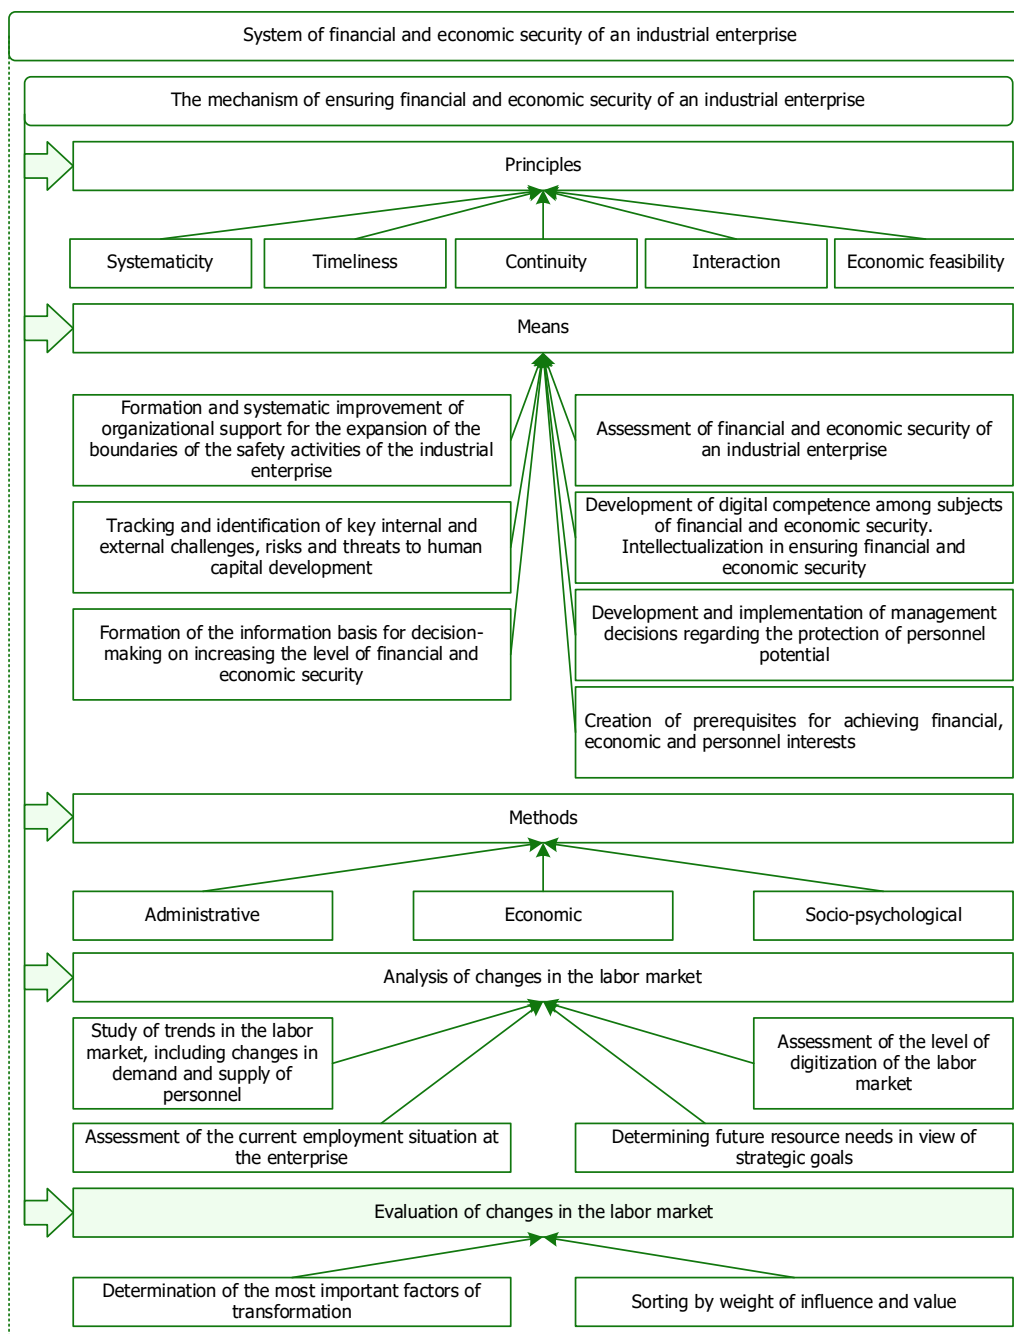 System of financial and economic security of an industrial enterprise
The mechanism of ensuring financial and economic security of an industrial enterprise
Principles
Systematicity
Timeliness
Continuity
Interaction
Economic feasibility
Means
Formation and systematic improvement of
organizational support for the expansion of the
boundaries of the safety activities of the industrial
enterprise
Assessment of financial and economic security of
an industrial enterprise
Tracking and identification of key internal and
external challenges, risks and threats to human
capital development
Development of digital competence among subjects
of financial and economic security.
Intellectualization in ensuring financial and
economic security
Formation of the information basis for decision-
making on increasing the level of financial and
economic security
Development and implementation of management
decisions regarding the protection of personnel
potential
Creation of prerequisites for achieving financial,
economic and personnel interests
Methods
Administrative
Economic
Socio-psychological
Analysis of changes in the labor market
Study of trends in the labor
market, including changes in
demand and supply of
personnel
Assessment of the level of
digitization of the labor
market
Assessment of the current employment situation at
the enterprise
Determining future resource needs in view of
strategic goals
Evaluation of changes in the labor market
Determination of the most important factors of
transformation
Sorting by weight of influence and value